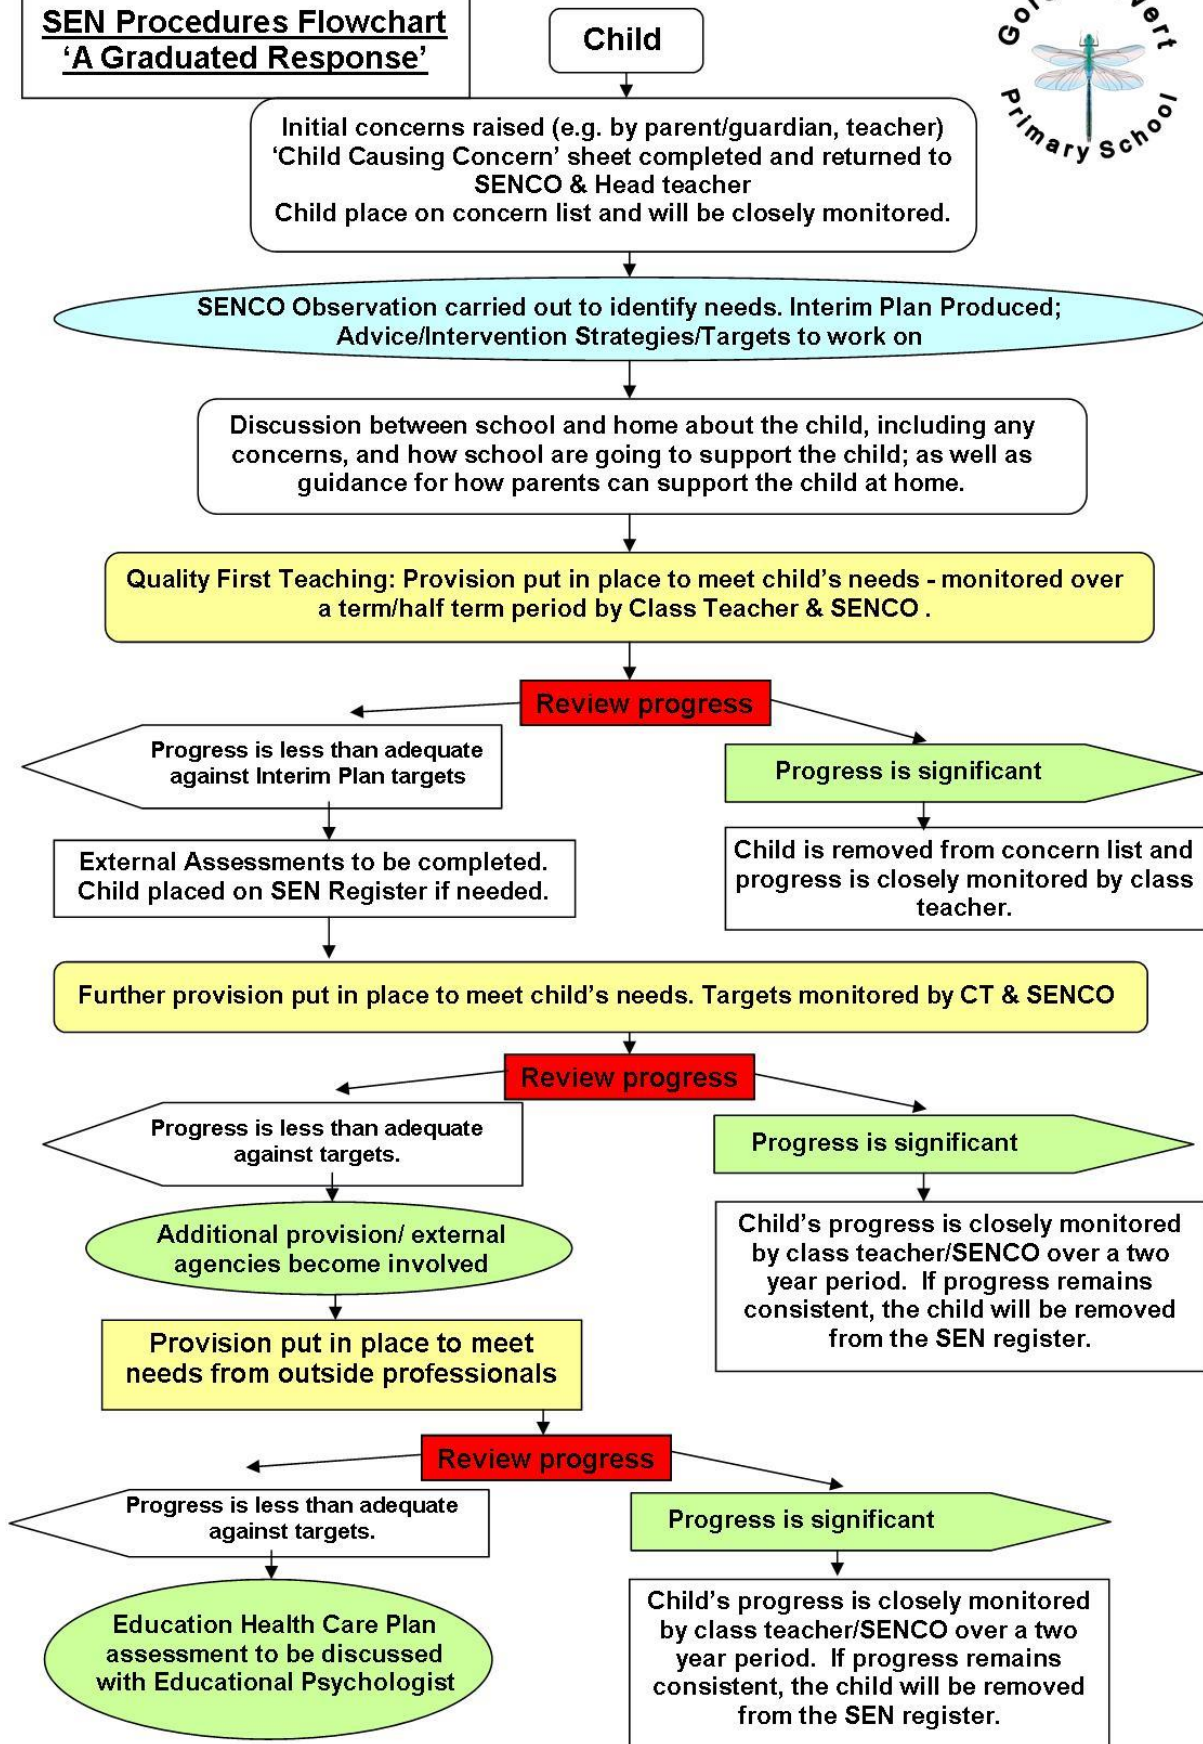 SEN Procedures Flowchart
‘A Graduated Response’
Child
Primary School
Initial concerns raised (e.g. by parent/guardian, teacher)
‘Child Causing Concern’ sheet completed and returned to
SENCO & Head teacher
Child place on concern list and will be closely monitored.
SENCO Observation carried out to identify needs. Interim Plan Produced;
Advice/Intervention Strategies/Targets to work on
Discussion between school and home about the child, including any
concerns, and how school are going to support the child; as well as
guidance for how parents can support the child at home.
Quality First Teaching: Provision put in place to meet child’s needs - monitored over
a term/half term period by Class Teacher & SENCO .
Review progress
Progress is less than adequate
against Interim Plan targets
Progress is significant
External Assessments to be completed.
Child placed on SEN Register if needed.
Child is removed from concern list and
progress is closely monitored by class
teacher.
Further provision put in place to meet child’s needs. Targets monitored by CT & SENCO
Review progress
Progress is less than adequate
against targets.
Progress is significant
Additional provision/ external
agencies become involved
Child’s progress is closely monitored
by class teacher/SENCO over a two
year period.  If progress remains
consistent, the child will be removed
from the SEN register.
Provision put in place to meet
needs from outside professionals
Review progress
Progress is less than adequate
against targets.
Progress is significant
Education Health Care Plan
assessment to be discussed
with Educational Psychologist
Child’s progress is closely monitored
by class teacher/SENCO over a two
year period.  If progress remains
consistent, the child will be removed
from the SEN register.